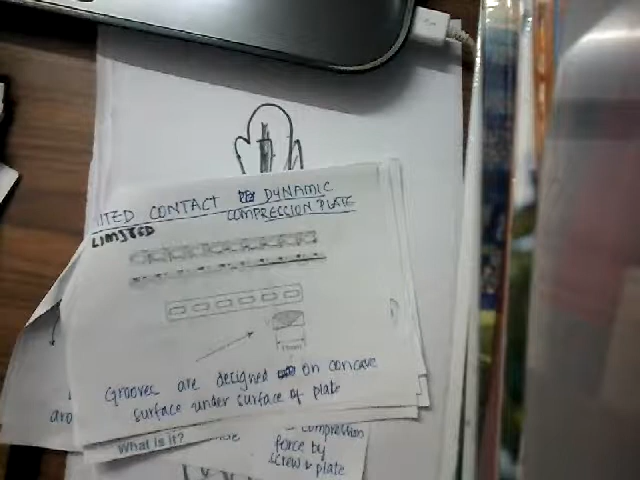 ITED CONTACT DYNAMIC
COMPRESSION PLATE
LIMITED
Grooves are designed on concave
surface under surface of plate
aro
What is it?
compression
force by
screw & plate